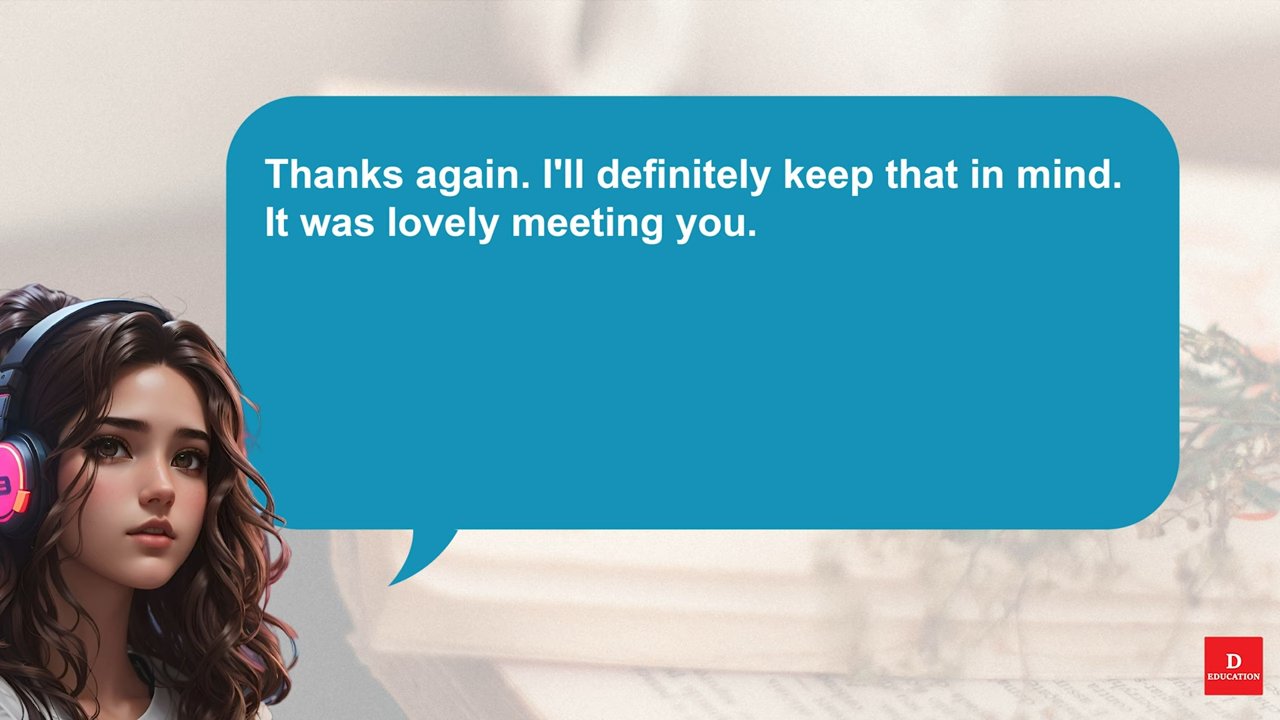 Thanks again. I'll definitely keep that in mind.
It was lovely meeting you.
D
EDUCATION